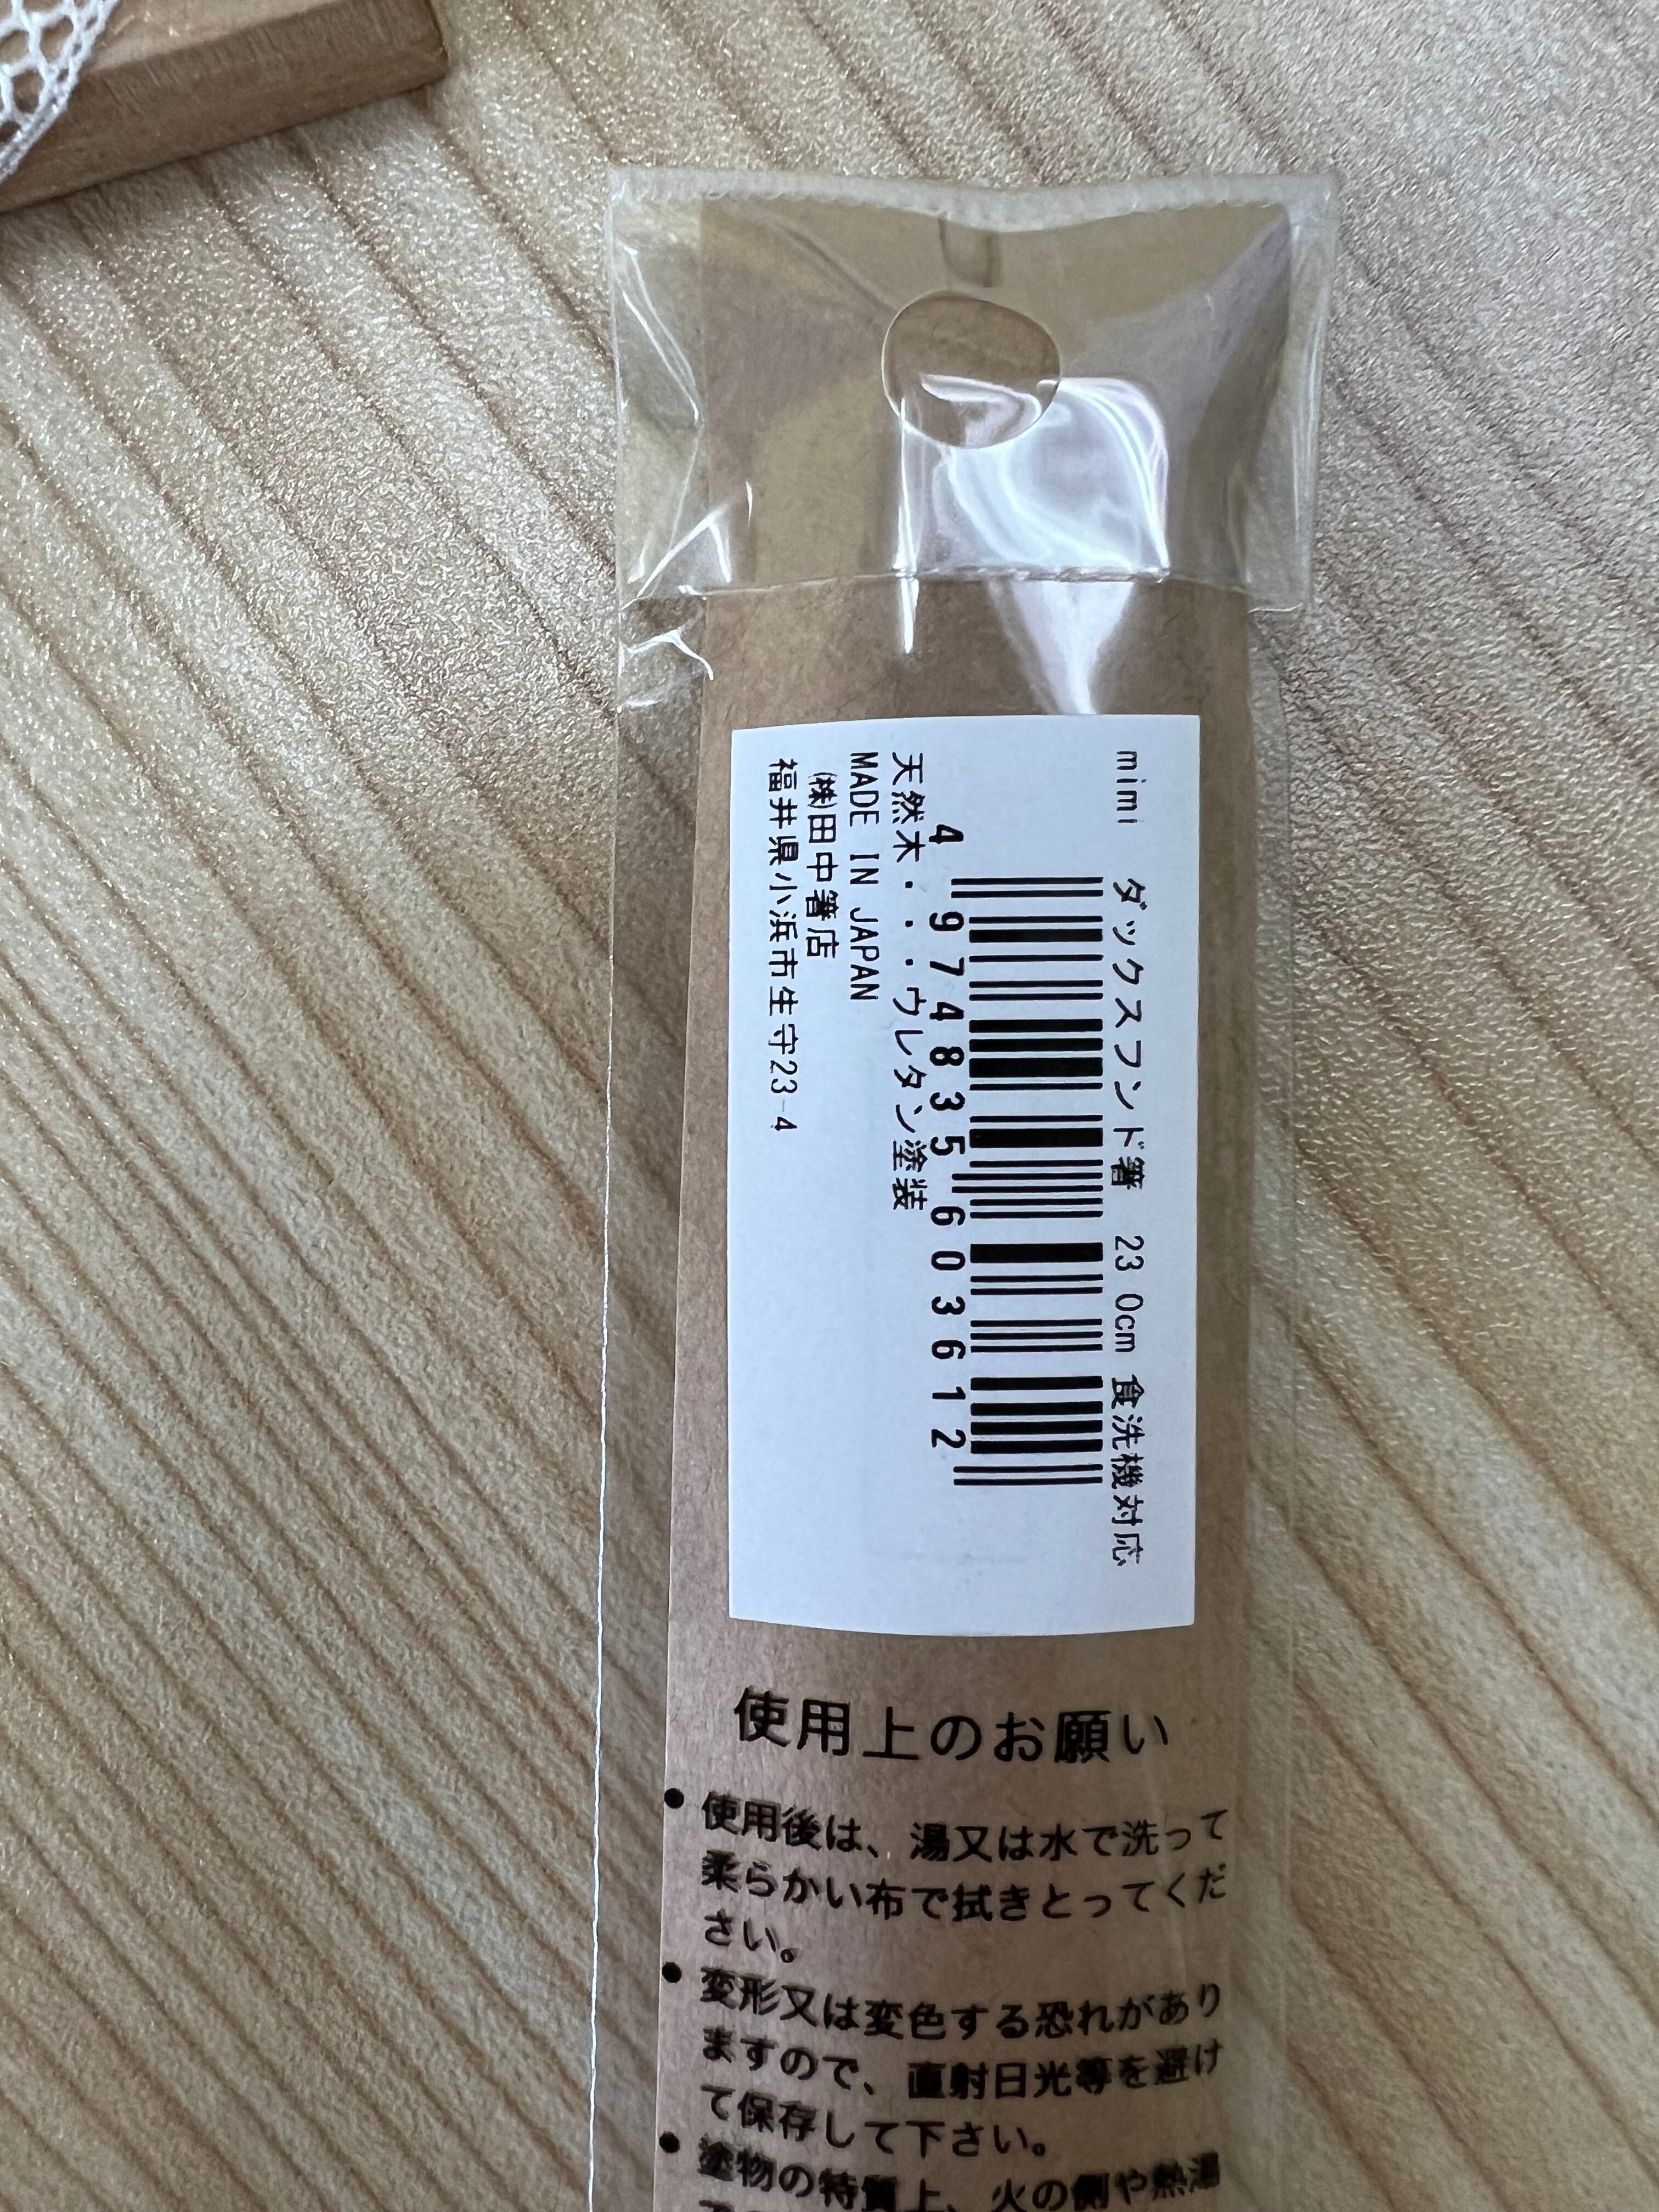 mimi ダックスフンド箸 23 0cm 食洗機対応
4 974835 603612
天然木...ウレタン塗装
MADE IN JAPAN
㈱田中箸店
福井県小浜市生守23-4
使用上のお願い
● 使用後は、湯又は水で洗って
柔らかい布で拭きとってくだ
さい。
● 変形又は変色する恐れがあり
ますので、直射日光等を避け
て保存して下さい。
● 塗物の特質上、火の側や熱湯